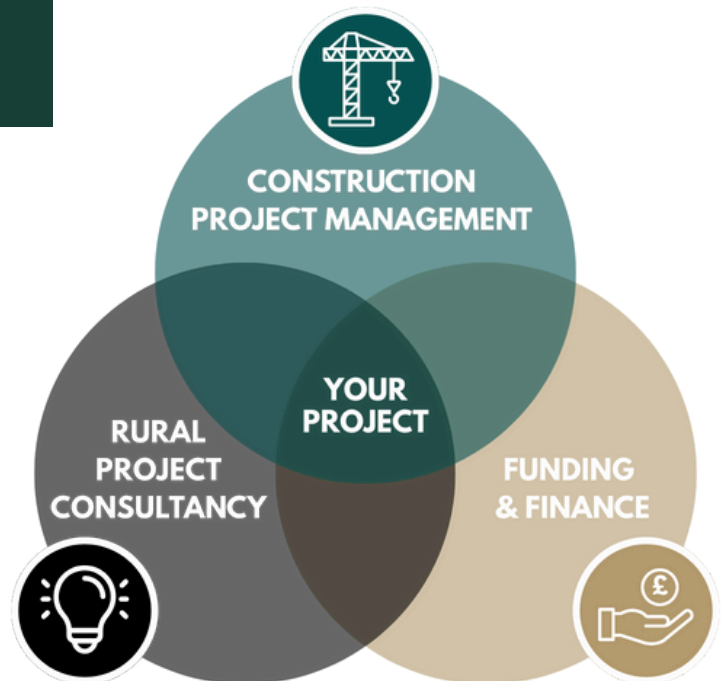 CONSTRUCTION
PROJECT MANAGEMENT
YOUR
PROJECT
RURAL
PROJECT
CONSULTANCY
FUNDING
& FINANCE
£